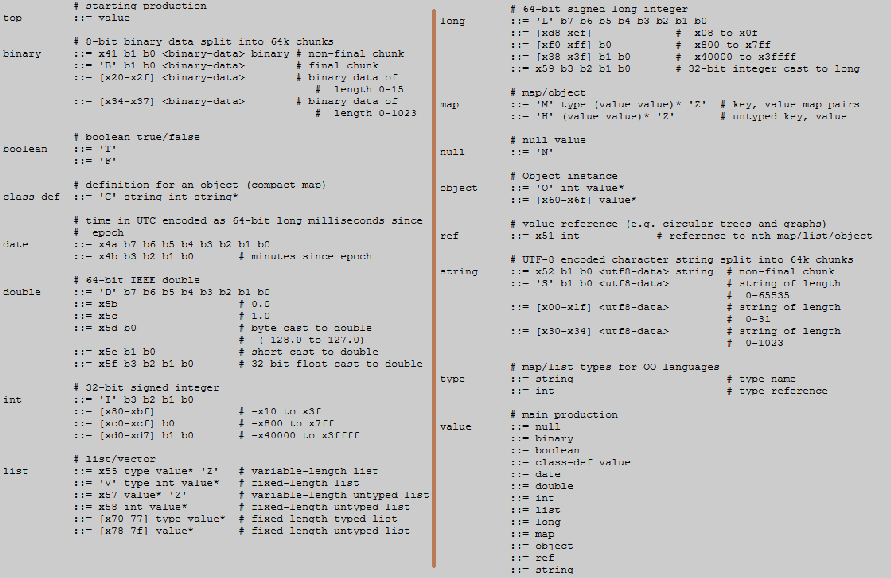 # starting production
top ::= value
# 8-bit binary data split into 64k chunks
binary ::= x41 b1 b0 <binary-data> binary # non-final chunk
::= 'B' b1 b0 <binary-data> # final chunk
::= [x20-x2f] <binary-data> # binary data of
# length 0-15
::= [x34-x37] <binary-data> # binary data of
# length 0-1023
# boolean true/false
boolean ::= 'T'
::= 'F'
# definition for an object (compact map)
class-def ::= 'C' string int string*
# time in UTC encoded as 64-bit long milliseconds since
# epoch
date ::= x4a b7 b6 b5 b4 b3 b2 b1 b0
::= x4b b3 b2 b1 b0 # minutes since epoch
# 64-bit IEEE double
double ::= 'D' b7 b6 b5 b4 b3 b2 b1 b0
::= x5b # 0.0
::= x5c # 1.0
::= x5d b0 # byte cast to double
# (-128.0 to 127.0)
::= x5e b1 b0 # short cast to double
::= x5f b3 b2 b1 b0 # 32-bit float cast to double
# 32-bit signed integer
int ::= 'I' b3 b2 b1 b0
::= [x80-xbf] # -x10 to x3f
::= [xc0-xcf] b0 # -x800 to x7ff
::= [xd0-xd7] b1 b0 # -x40000 to x3ffff
# list/vector
list ::= x55 type value* 'Z' # variable-length list
::= 'V' type int value* # fixed-length list
::= x57 value* 'Z' # variable-length untyped list
::= x58 int value* # fixed-length untyped list
::= [x70-77] type value* # fixed-length typed list
::= [x78-7f] value* # fixed-length untyped list
# 64-bit signed long integer
long ::= 'L' b7 b6 b5 b4 b3 b2 b1 b0
::= [xd8-xef] # -x08 to x0f
::= [xf0-xff] b0 # -x800 to x7ff
::= [x38-x3f] b1 b0 # -x40000 to x3ffff
::= x59 b3 b2 b1 b0 # 32-bit integer cast to long
# map/object
map ::= 'M' type (value value)* 'Z' # key, value map pairs
::= 'H' (value value)* 'Z' # untyped key, value
# null value
null ::= 'N'
# Object instance
object ::= 'O' int value*
::= [x60-x6f] value*
# value reference (e.g. circular trees and graphs)
ref ::= x51 int # reference to nth map/list/object
# UTF-8 encoded character string split into 64k chunks
string ::= x52 b1 b0 <utf8-data> string # non-final chunk
::= 'S' b1 b0 <utf8-data> # string of length
# 0-65535
::= [x00-x1f] <utf8-data> # string of length
# 0-31
::= [x30-x34] <utf8-data> # string of length
# 0-1023
# map/list types for OO languages
type ::= string # type name
::= int # type reference
# main production
value ::= null
::= binary
::= boolean
::= class-def value
::= date
::= double
::= int
::= list
::= long
::= map
::= object
::= ref
::= string